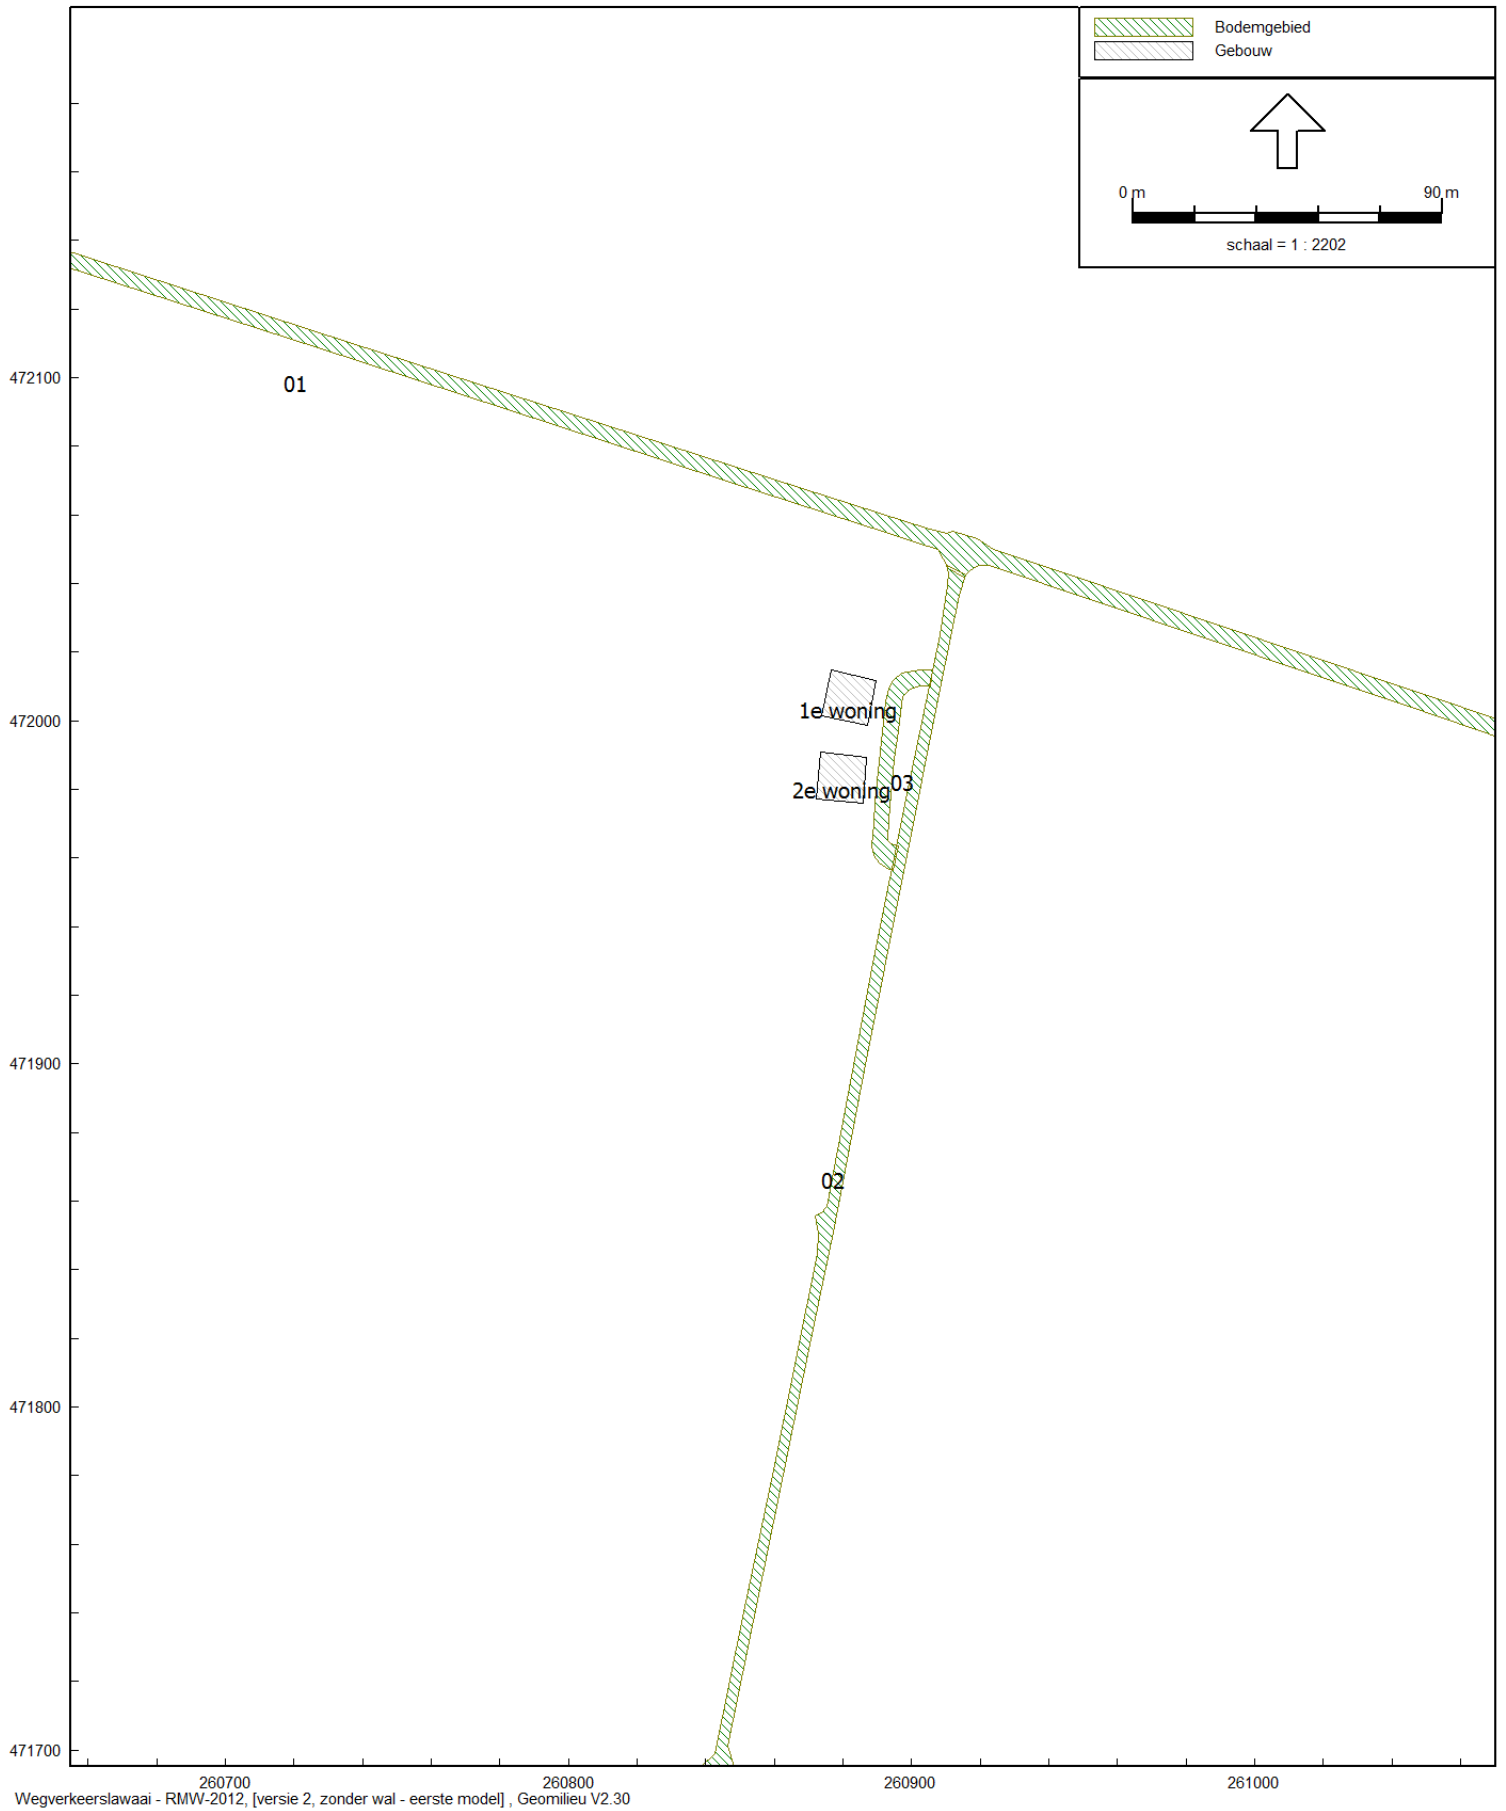 Bodemgebied
Gebouw
0 m 90 m
schaal = 1 : 2202
472100
01
472000
1e woning
2e woning
03
471900
02
471800
471700
260700 260800 260900 261000
Wegverkeerslawaai - RMW-2012, [versie 2, zonder wal - eerste model] , Geomilieu V2.30